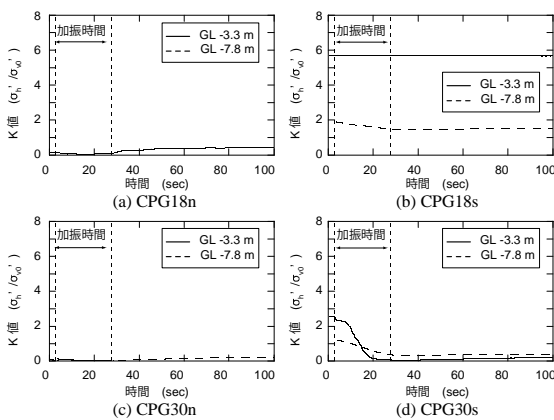 8
6
4
2
0
K 値 (σh' /σv0')
加振時間
GL -3.3 m
GL -7.8 m
0 20 40 60 80 100
時間 (sec)
(a) CPG18n
8
6
4
2
0
K 値 (σh' /σv0')
加振時間
GL -3.3 m
GL -7.8 m
0 20 40 60 80 100
時間 (sec)
(b) CPG18s
8
6
4
2
0
K 値 (σh' /σv0')
加振時間
GL -3.3 m
GL -7.8 m
0 20 40 60 80 100
時間 (sec)
(c) CPG30n
8
6
4
2
0
K 値 (σh' /σv0')
加振時間
GL -3.3 m
GL -7.8 m
0 20 40 60 80 100
時間 (sec)
(d) CPG30s